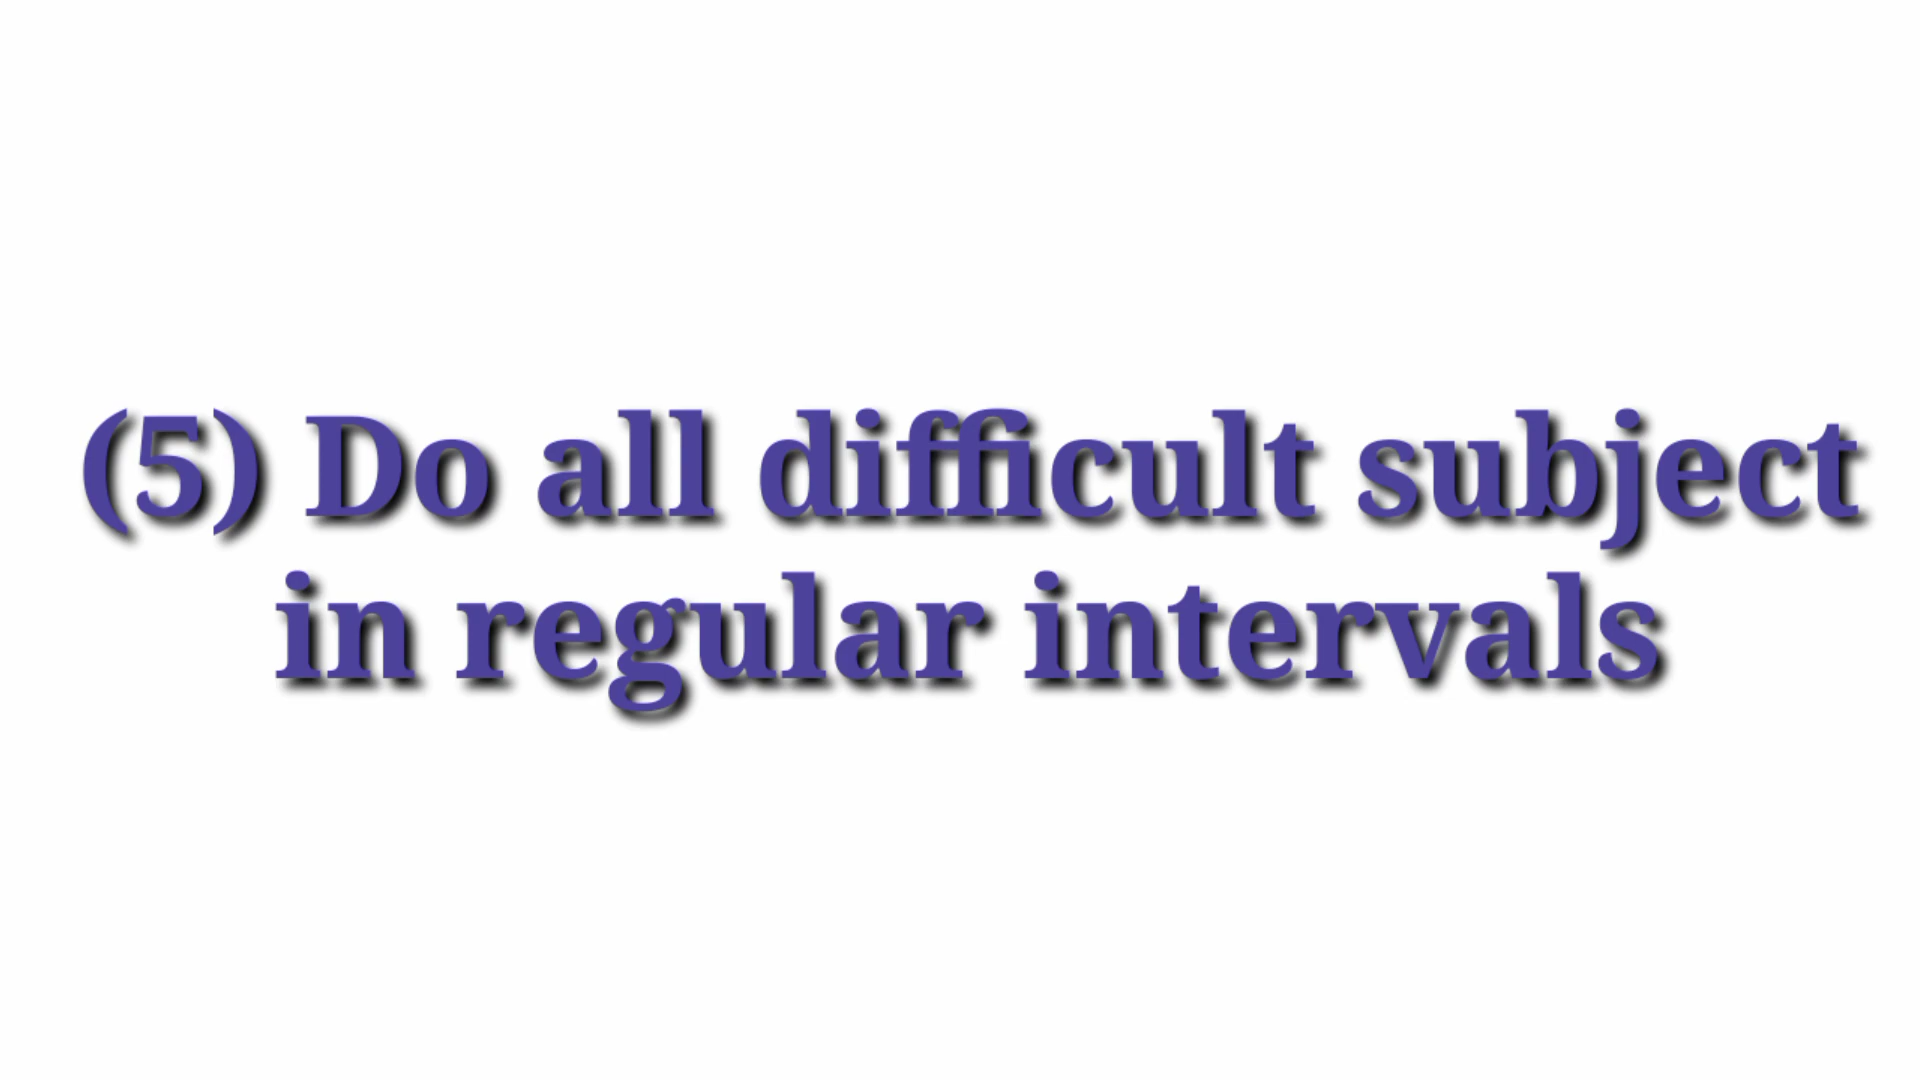 (5) Do all difficult subject
in regular intervals